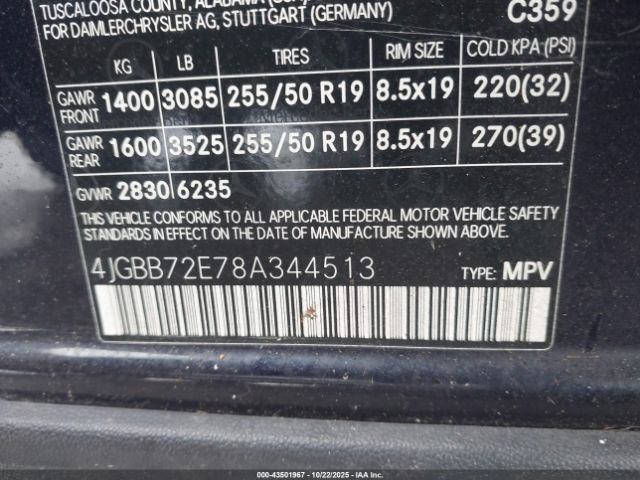 TUSCALOOSA COUNTY, ALABAMA
FOR DAIMLERCHRYSLER AG, STUTTGART (GERMANY) C359
KG LB TIRES RIM SIZE COLD KPA (PSI)
GAWR FRONT 1400 3085 255/50 R19 8.5x19 220(32)
GAWR REAR 1600 3525 255/50 R19 8.5x19 270(39)
GVWR 2830 6235
THIS VEHICLE CONFORMS TO ALL APPLICABLE FEDERAL MOTOR VEHICLE SAFETY
STANDARDS IN EFFECT ON THE DATE OF MANUFACTURE SHOWN ABOVE.
4JGBB72E78A344513 TYPE: MPV
000-43501967 - 10/22/2025 - IAAI.COM